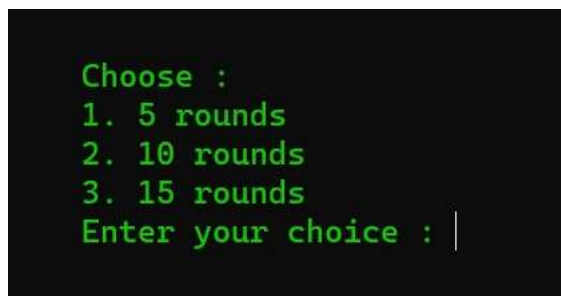 Choose :
1. 5 rounds
2. 10 rounds
3. 15 rounds
Enter your choice :